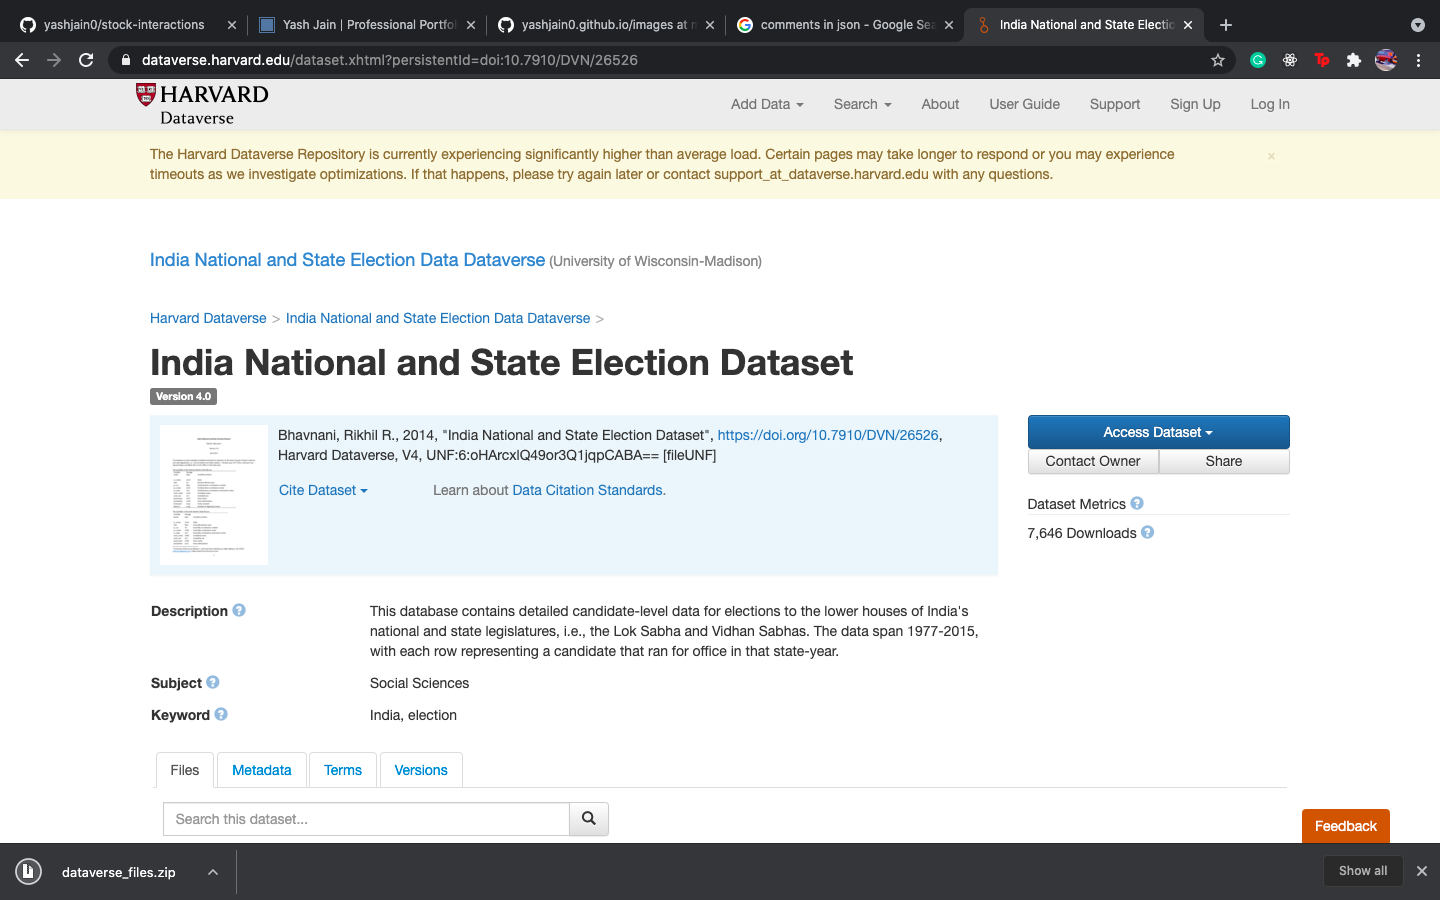 yashjain0/stock-interactions
Yash Jain | Professional Portfo
yashjain0.github.io/images at
comments in json - Google Sea
India National and State Electio
dataverse.harvard.edu/dataset.xhtml?persistentId=doi:10.7910/DVN/26526
HARVARD
Dataverse
Add Data
Search
About
User Guide
Support
Sign Up
Log In
The Harvard Dataverse Repository is currently experiencing significantly higher than average load. Certain pages may take longer to respond or you may experience
timeouts as we investigate optimizations. If that happens, please try again later or contact support_at_dataverse.harvard.edu with any questions.
×
India National and State Election Data Dataverse (University of Wisconsin-Madison)
Harvard Dataverse > India National and State Election Data Dataverse >
India National and State Election Dataset
Version 4.0
Bhavnani, Rikhil R., 2014, "India National and State Election Dataset", https://doi.org/10.7910/DVN/26526,
Harvard Dataverse, V4, UNF:6:oHArcxlQ49or3Q1jqpCABA== [fileUNF]
Cite Dataset
Learn about Data Citation Standards.
Access Dataset
Contact Owner
Share
Dataset Metrics ?
7,646 Downloads ?
Description ?
This database contains detailed candidate-level data for elections to the lower houses of India's
national and state legislatures, i.e., the Lok Sabha and Vidhan Sabhas. The data span 1977-2015,
with each row representing a candidate that ran for office in that state-year.
Subject ?
Social Sciences
Keyword ?
India, election
Files
Metadata
Terms
Versions
Search this dataset...
Feedback
dataverse_files.zip
Show all